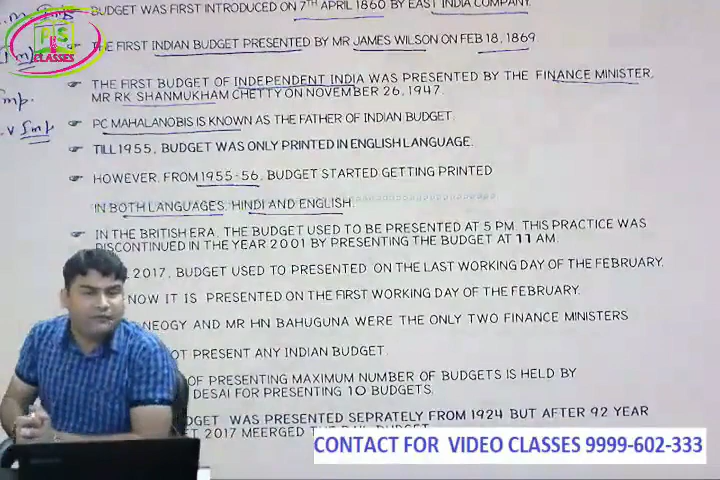 BUDGET WAS FIRST INTRODUCED ON 7TH APRIL 1860 BY EAST INDIA COMPANY.
PS
CLASSES
THE FIRST INDIAN BUDGET PRESENTED BY MR JAMES WILSON ON FEB 18, 1869.
THE FIRST BUDGET OF INDEPENDENT INDIA WAS PRESENTED BY THE FINANCE MINISTER,
Imp. MR RK SHANMUKHAM CHETTY ON NOVEMBER 26, 1947.
v Imp PC MAHALANOBIS IS KNOWN AS THE FATHER OF INDIAN BUDGET.
TILL 1955, BUDGET WAS ONLY PRINTED IN ENGLISH LANGUAGE.
HOWEVER, FROM 1955-56, BUDGET STARTED GETTING PRINTED
IN BOTH LANGUAGES, HINDI AND ENGLISH.
IN THE BRITISH ERA, THE BUDGET USED TO BE PRESENTED AT 5 PM. THIS PRACTICE WAS
DISCONTINUED IN THE YEAR 2001 BY PRESENTING THE BUDGET AT 11 AM.
2017, BUDGET USED TO PRESENTED ON THE LAST WORKING DAY OF THE FEBRUARY.
NOW IT IS PRESENTED ON THE FIRST WORKING DAY OF THE FEBRUARY.
NEOGY AND MR HN BAHUGUNA WERE THE ONLY TWO FINANCE MINISTERS
OT PRESENT ANY INDIAN BUDGET.
OF PRESENTING MAXIMUM NUMBER OF BUDGETS IS HELD BY
DESAI FOR PRESENTING 10 BUDGETS.
DGET WAS PRESENTED SEPRATELY FROM 1924 BUT AFTER 92 YEAR
2017 MEERGED
CONTACT FOR VIDEO CLASSES 9999-602-333